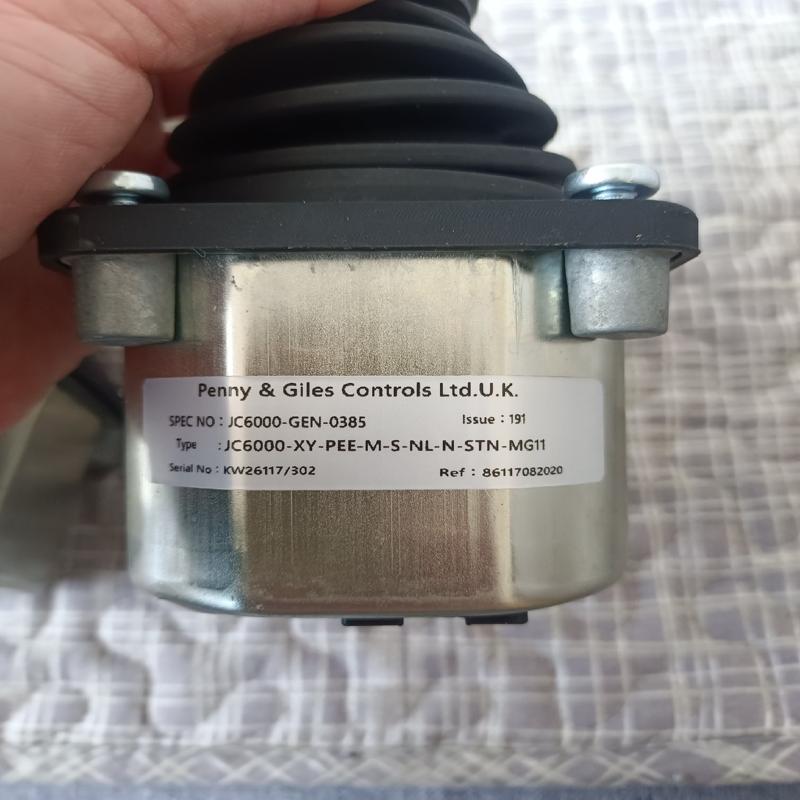 Penny & Giles Controls Ltd.U.K.
SPEC NO : JC6000-GEN-0385 Issue : 191
Type : JC6000-XY-PEE-M-S-NL-N-STN-MG11
Serial No : KW26117/302 Ref : 86117082020